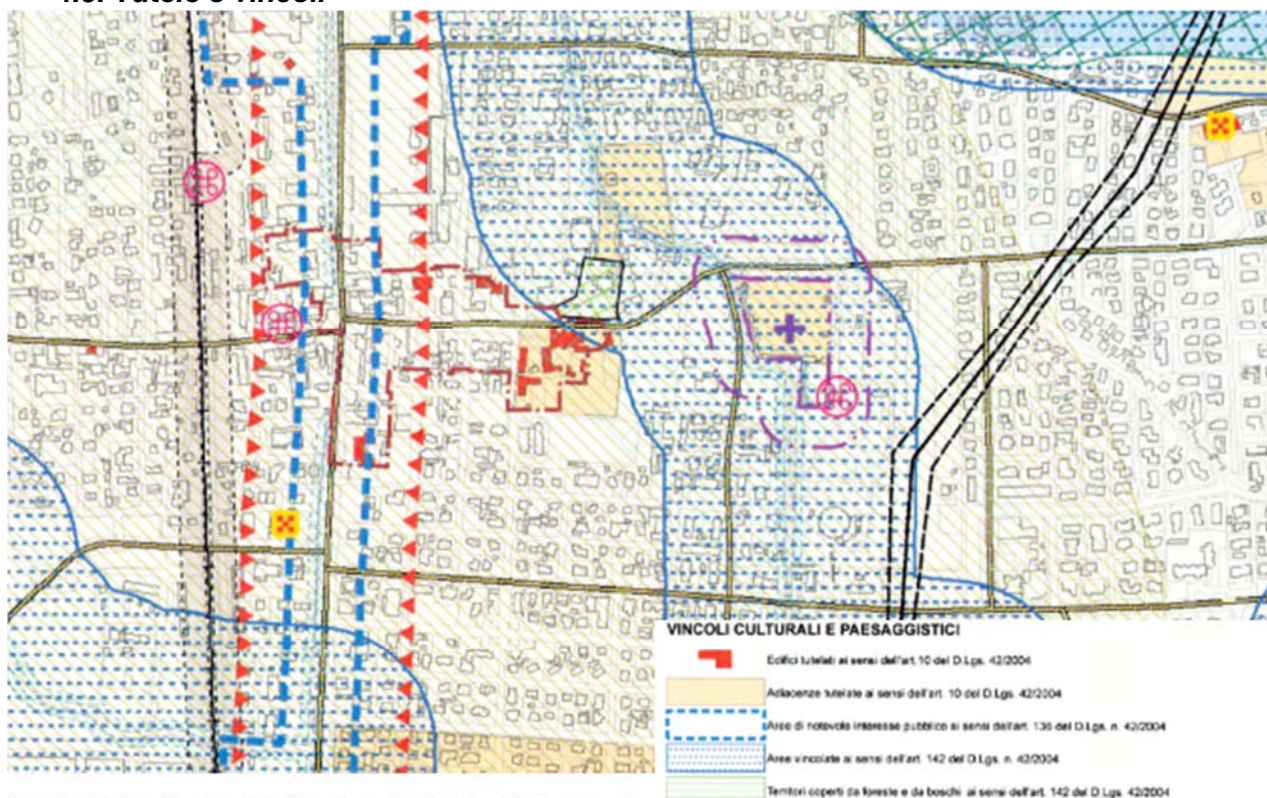 nei Tutele e vincoli
VINCOLI CULTURALI E PAESAGGISTICI
Edifici tutelati ai sensi dell'art.10 del D.Lgs. 42/2004
Adiacenze tutelate ai sensi dell'art. 10 del D.Lgs. 42/2004
Aree di notevole interesse pubblico ai sensi dell'art. 136 del D.Lgs. n. 42/2004
Aree vincolate ai sensi dell'art. 142 del D.Lgs. n. 42/2004
Territori coperti da foreste e da boschi ai sensi dell'art. 142 del D.Lgs. 42/2004